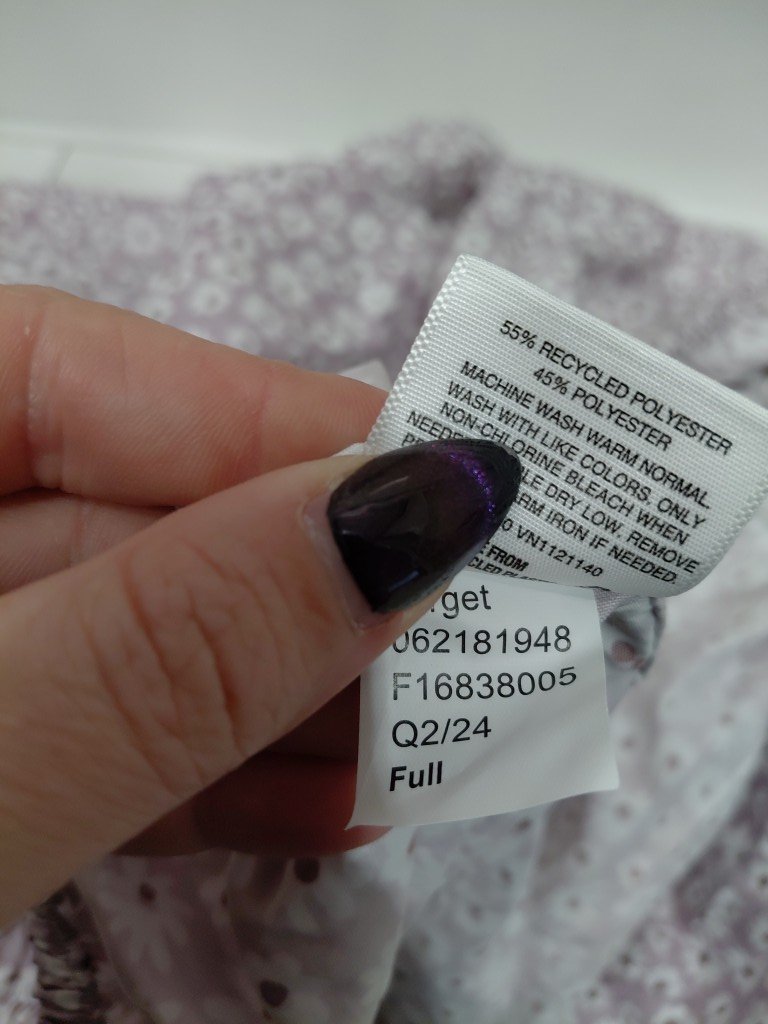 55% RECYCLED POLYESTER
45% POLYESTER
MACHINE WASH WARM NORMAL.
WASH WITH LIKE COLORS. ONLY
NON-CHLORINE BLEACH WHEN
DRY LOW. REMOVE
IRON IF NEEDED.
VN1121140
FROM
062181948
F16838005
Q2/24
Full